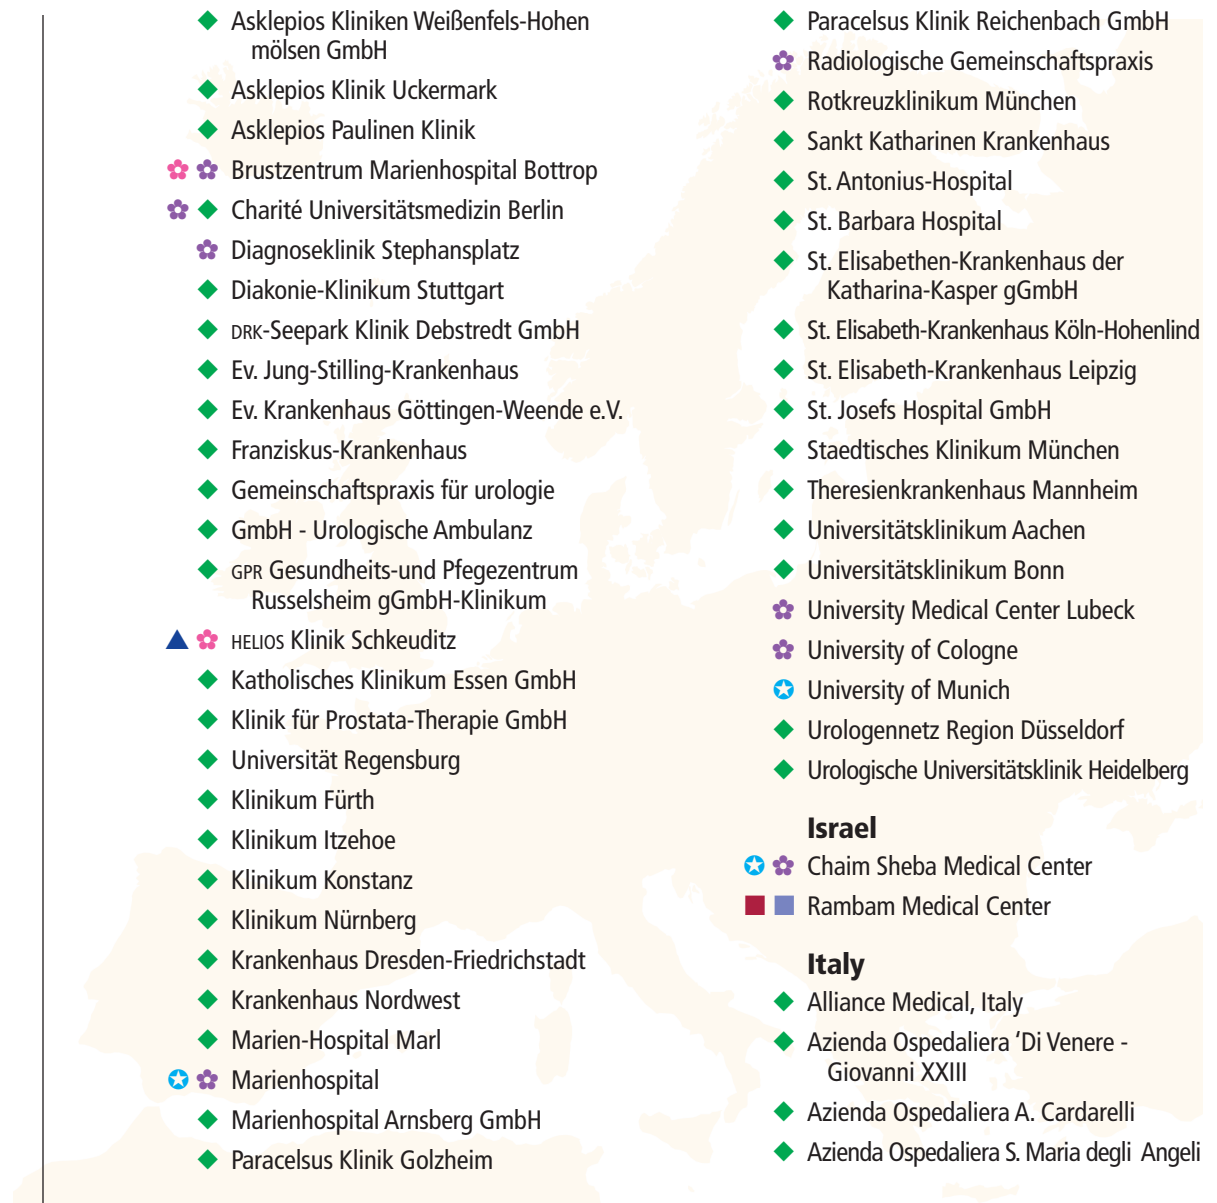 Asklepios Kliniken Weißenfels-Hohen
mölsen GmbH
Asklepios Klinik Uckermark
Asklepios Paulinen Klinik
Brustzentrum Marienhospital Bottrop
Charité Universitätsmedizin Berlin
Diagnoseklinik Stephansplatz
Diakonie-Klinikum Stuttgart
DRK-Seepark Klinik Debstredt GmbH
Ev. Jung-Stilling-Krankenhaus
Ev. Krankenhaus Göttingen-Weende e.V.
Franziskus-Krankenhaus
Gemeinschaftspraxis für urologie
GmbH - Urologische Ambulanz
GPR Gesundheits-und Pfegezentrum
Russelsheim gGmbH-Klinikum
HELIOS Klinik Schkeuditz
Katholisches Klinikum Essen GmbH
Klinik für Prostata-Therapie GmbH
Universität Regensburg
Klinikum Fürth
Klinikum Itzehoe
Klinikum Konstanz
Klinikum Nürnberg
Krankenhaus Dresden-Friedrichstadt
Krankenhaus Nordwest
Marien-Hospital Marl
Marienhospital
Marienhospital Arnsberg GmbH
Paracelsus Klinik Golzheim
Paracelsus Klinik Reichenbach GmbH
Radiologische Gemeinschaftspraxis
Rotkreuzklinikum München
Sankt Katharinen Krankenhaus
St. Antonius-Hospital
St. Barbara Hospital
St. Elisabethen-Krankenhaus der
Katharina-Kasper gGmbH
St. Elisabeth-Krankenhaus Köln-Hohenlind
St. Elisabeth-Krankenhaus Leipzig
St. Josefs Hospital GmbH
Staedtisches Klinikum München
Theresienkrankenhaus Mannheim
Universitätsklinikum Aachen
Universitätsklinikum Bonn
University Medical Center Lubeck
University of Cologne
University of Munich
Urologennetz Region Düsseldorf
Urologische Universitätsklinik Heidelberg
Israel
Chaim Sheba Medical Center
Rambam Medical Center
Italy
Alliance Medical, Italy
Azienda Ospedaliera ‘Di Venere -
Giovanni XXIII
Azienda Ospedaliera A. Cardarelli
Azienda Ospedaliera S. Maria degli Angeli